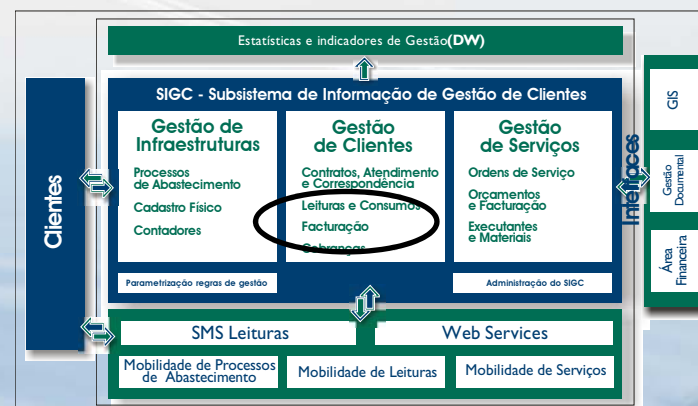 Estatísticas e indicadores de Gestão(DW)
SIGC - Subsistema de Informação de Gestão de Clientes
Clientes
Gestão de
Infraestruturas
Processos
de Abastecimento
Cadastro Físico
Contadores
Gestão
de Clientes
Contratos, Atendimento
e Correspondência
Leituras e Consumos
Facturação
Cobranças
Gestão
de Serviços
Ordens de Serviço
Orçamentos
e Facturação
Executantes
e Materiais
Parametrização regras de gestão
Administração do SIGC
Interfaces
GIS
Gestão
Documental
Área
Financeira
SMS Leituras
Web Services
Mobilidade de Processos
de Abastecimento
Mobilidade de Leituras
Mobilidade de Serviços